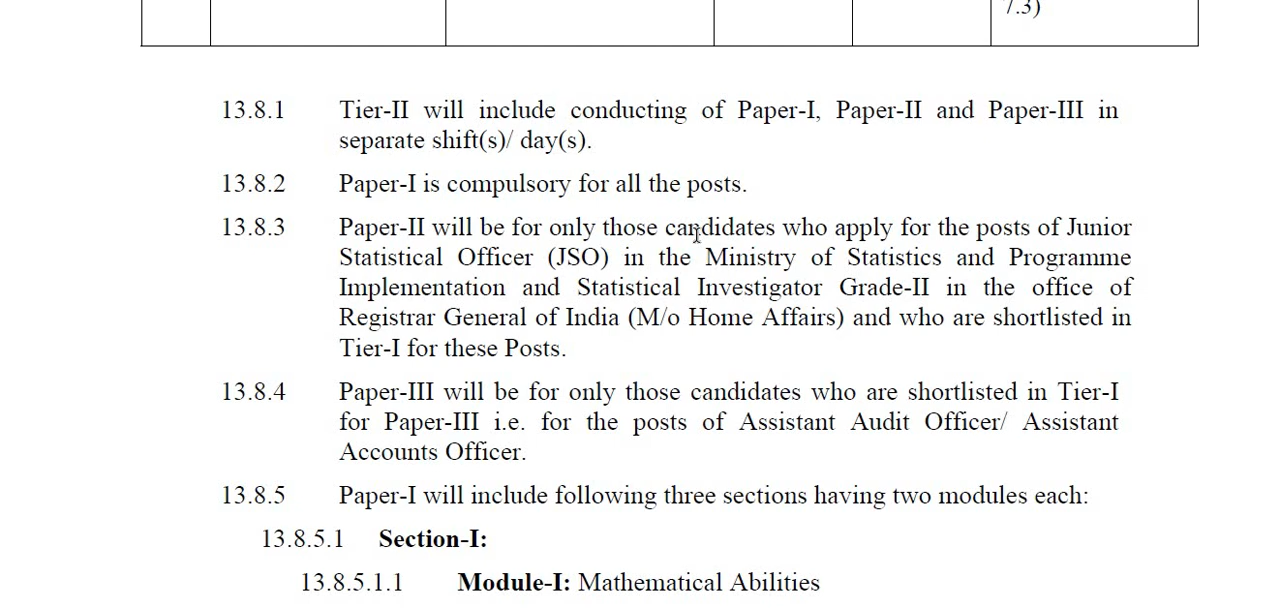 7.3)
13.8.1 Tier-II will include conducting of Paper-I, Paper-II and Paper-III in
separate shift(s)/ day(s).
13.8.2 Paper-I is compulsory for all the posts.
13.8.3 Paper-II will be for only those candidates who apply for the posts of Junior
Statistical Officer (JSO) in the Ministry of Statistics and Programme
Implementation and Statistical Investigator Grade-II in the office of
Registrar General of India (M/o Home Affairs) and who are shortlisted in
Tier-I for these Posts.
13.8.4 Paper-III will be for only those candidates who are shortlisted in Tier-I
for Paper-III i.e. for the posts of Assistant Audit Officer/ Assistant
Accounts Officer.
13.8.5 Paper-I will include following three sections having two modules each:
13.8.5.1 Section-I:
13.8.5.1.1 Module-I: Mathematical Abilities